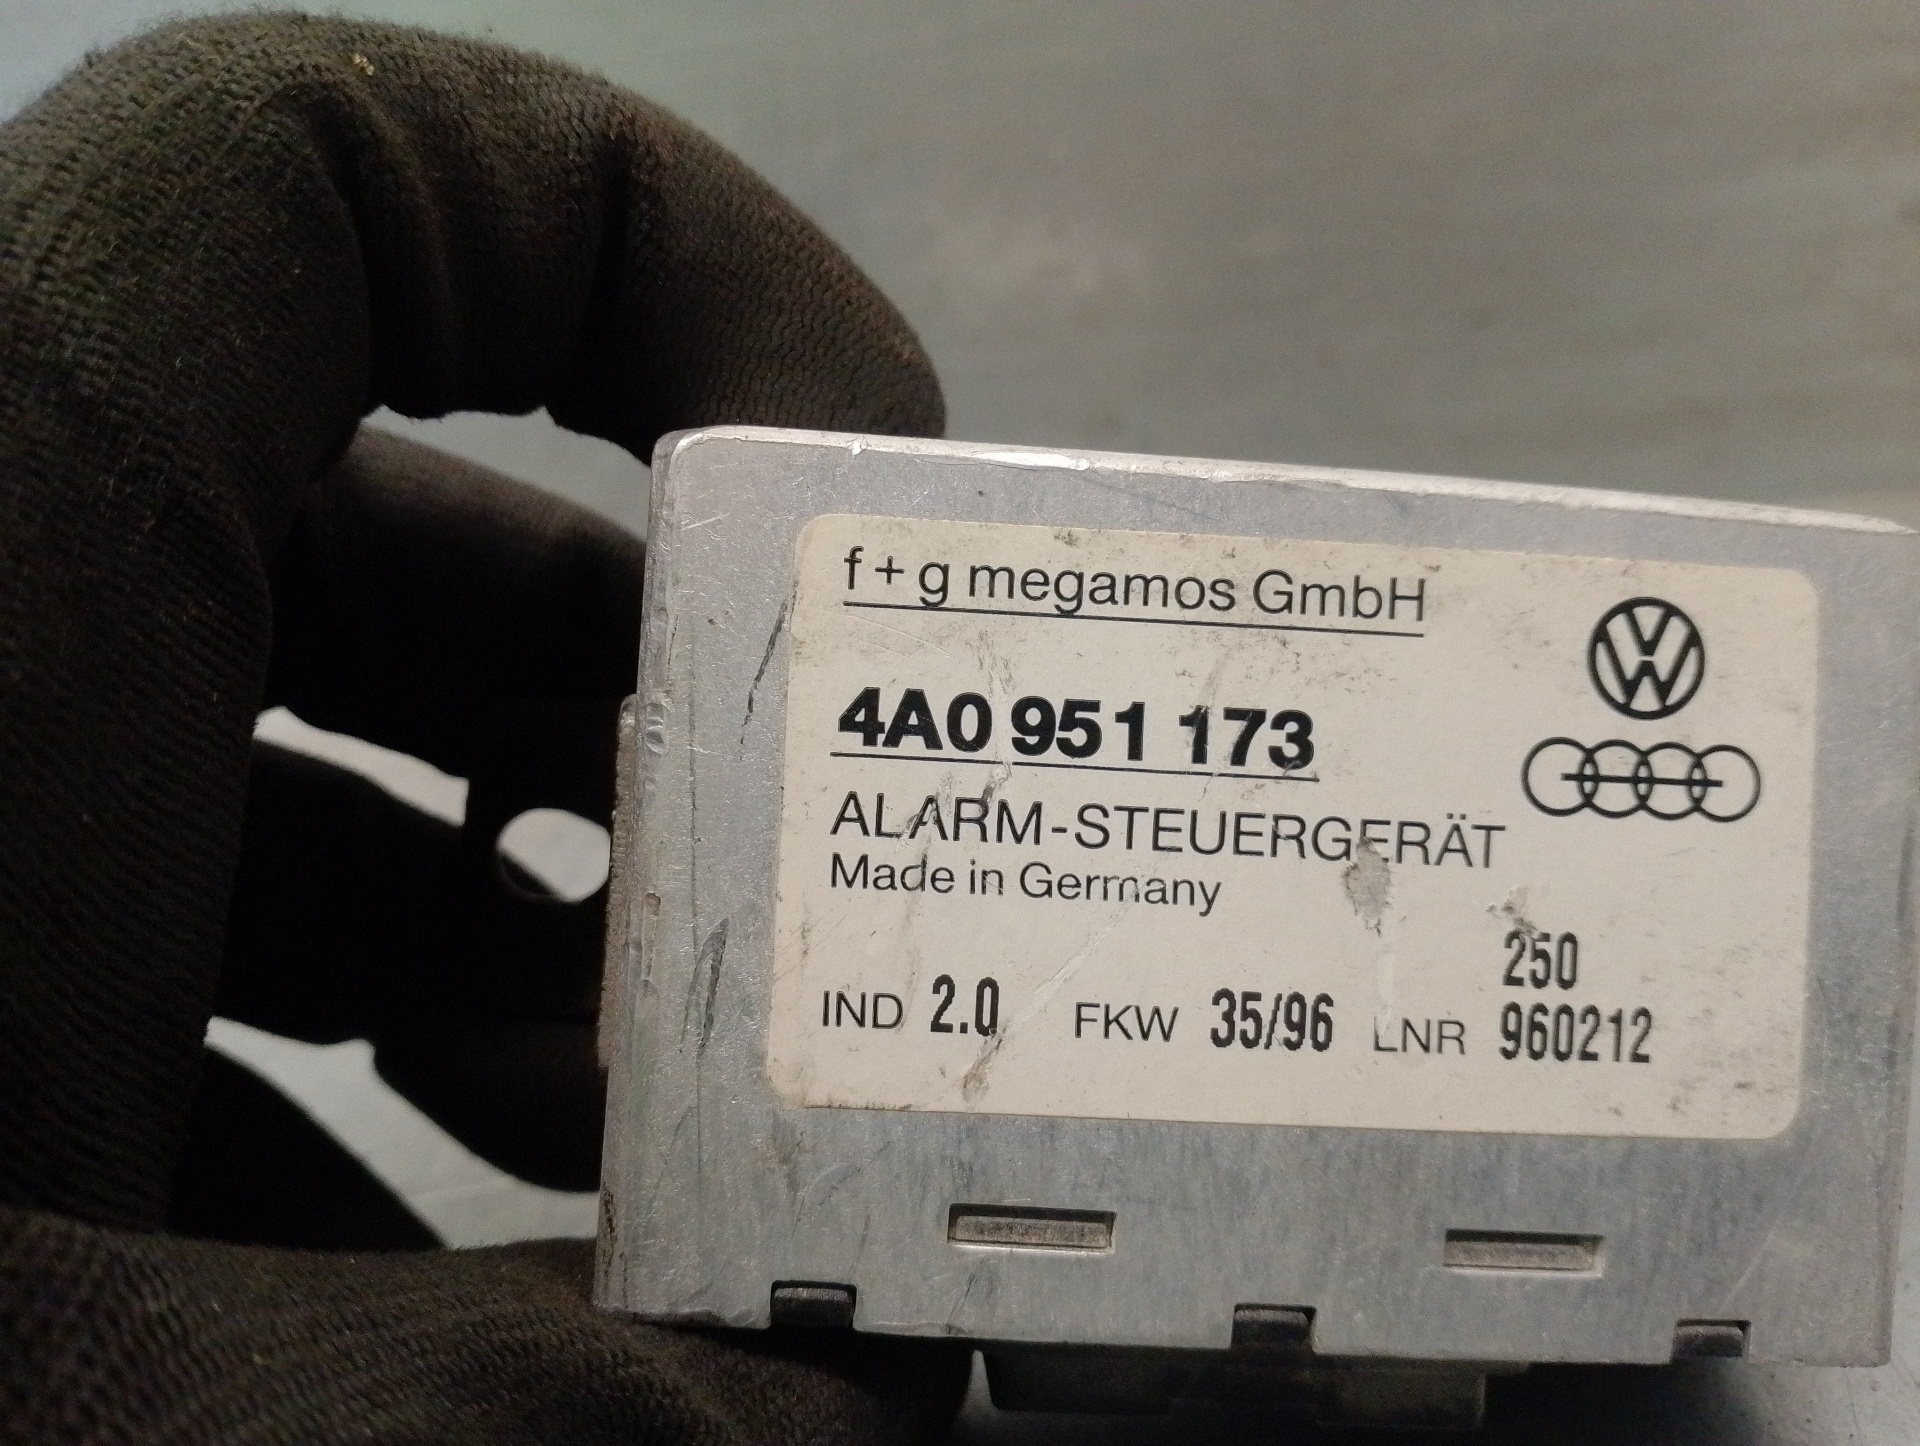 f + g megamos GmbH
4A0 951 173
ALARM-STEUERGERÄT
Made in Germany
250
IND 2.0 FKW 35/96 LNR 960212